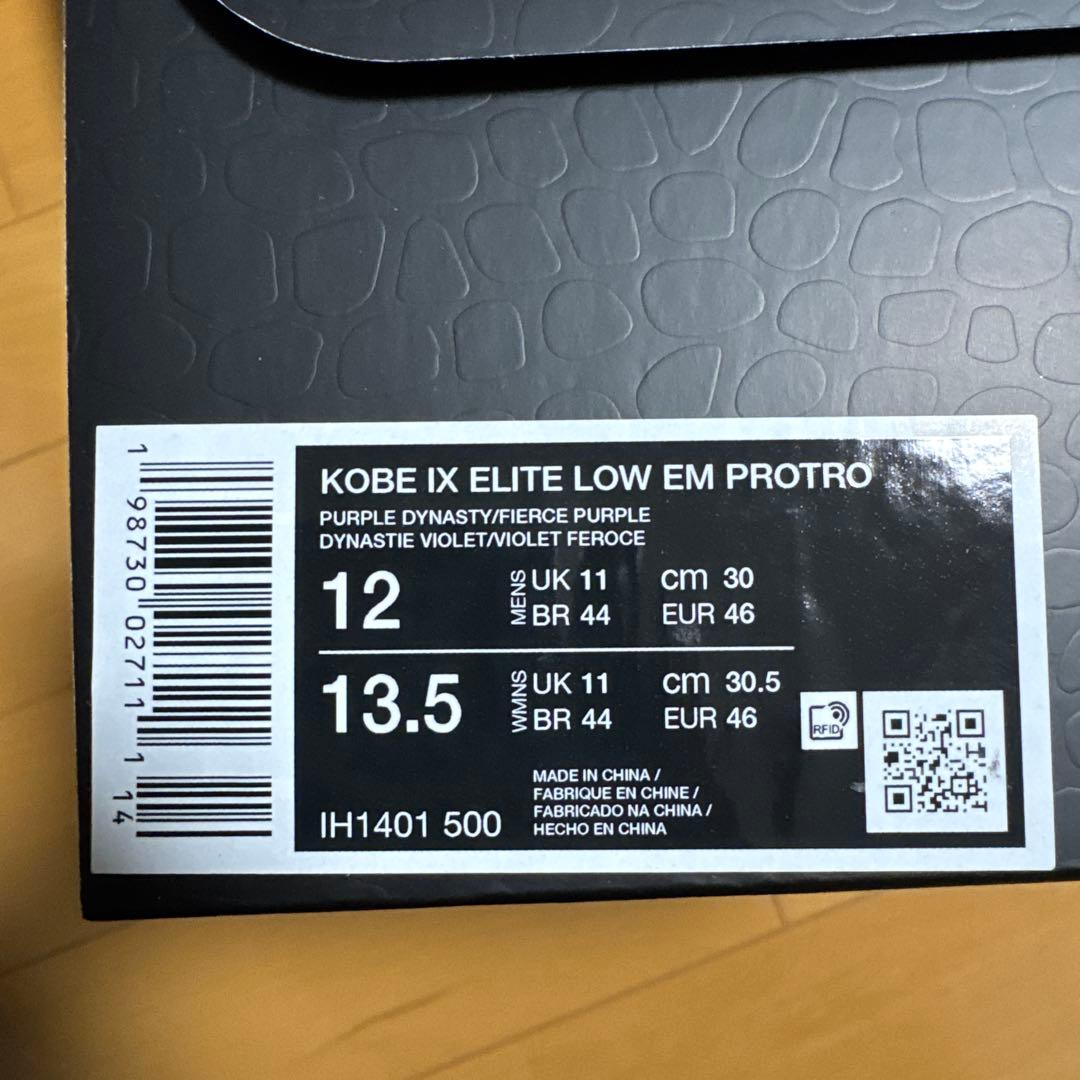 KOBE IX ELITE LOW EM PROTRO
PURPLE DYNASTY/FIERCE PURPLE
DYNASTIE VIOLET/VIOLET FEROCE
12 MENS UK 11 cm 30
BR 44 EUR 46
13.5 WMNS UK 11 cm 30.5
BR 44 EUR 46
RFID
MADE IN CHINA /
FABRIQUE EN CHINE /
FABRICADO NA CHINA /
HECHO EN CHINA
IH1401 500
1 98730 02711 1 14